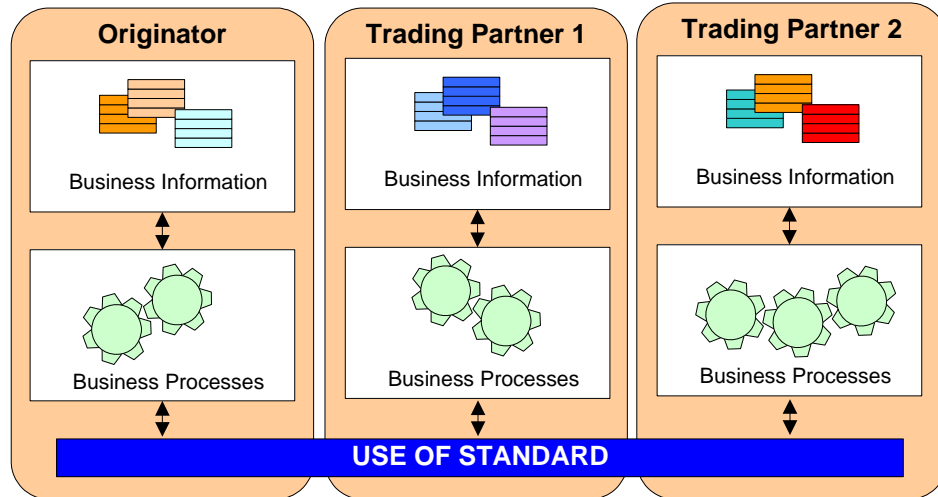 Originator
Business Information
Business Processes
Trading Partner 1
Business Information
Business Processes
Trading Partner 2
Business Information
Business Processes
USE OF STANDARD